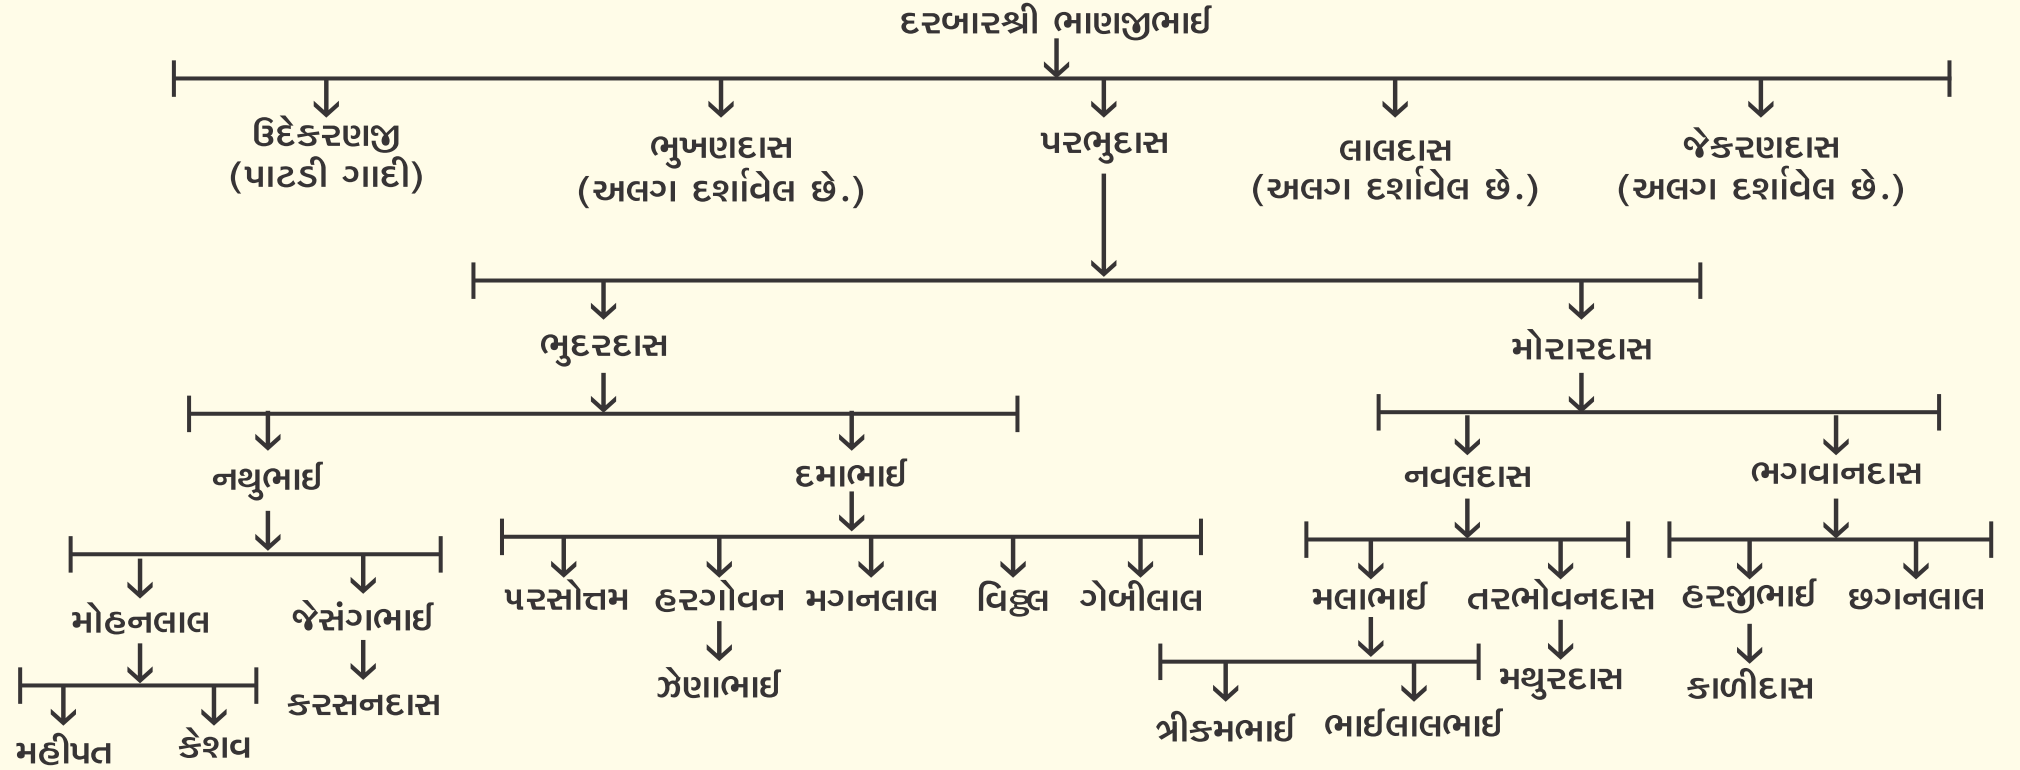 દરબારશ્રી ભાણજીભાઈ
ઉદેકરણજી
(પાટડી ગાદી)
ભુખણદાસ
(અલગ દર્શાવેલ છે.)
પરભુદાસ
લાલદાસ
(અલગ દર્શાવેલ છે.)
જેકરણદાસ
(અલગ દર્શાવેલ છે.)
ભુદરદાસ
મોરારદાસ
નથુભાઈ
દમાભાઈ
નવલદાસ
ભગવાનદાસ
મોહનલાલ
જેસંગભાઈ
પરસોત્તમ
હરગોવન
મગનલાલ
વિઠ્ઠલ
ગેબીલાલ
મલાભાઈ
તરભોવનદાસ
હરજીભાઈ
છગનલાલ
મહીપત
કેશવ
કરસનદાસ
ઝેણાભાઈ
ત્રીકમભાઈ
ભાઈલાલભાઈ
મથુરદાસ
કાળીદાસ